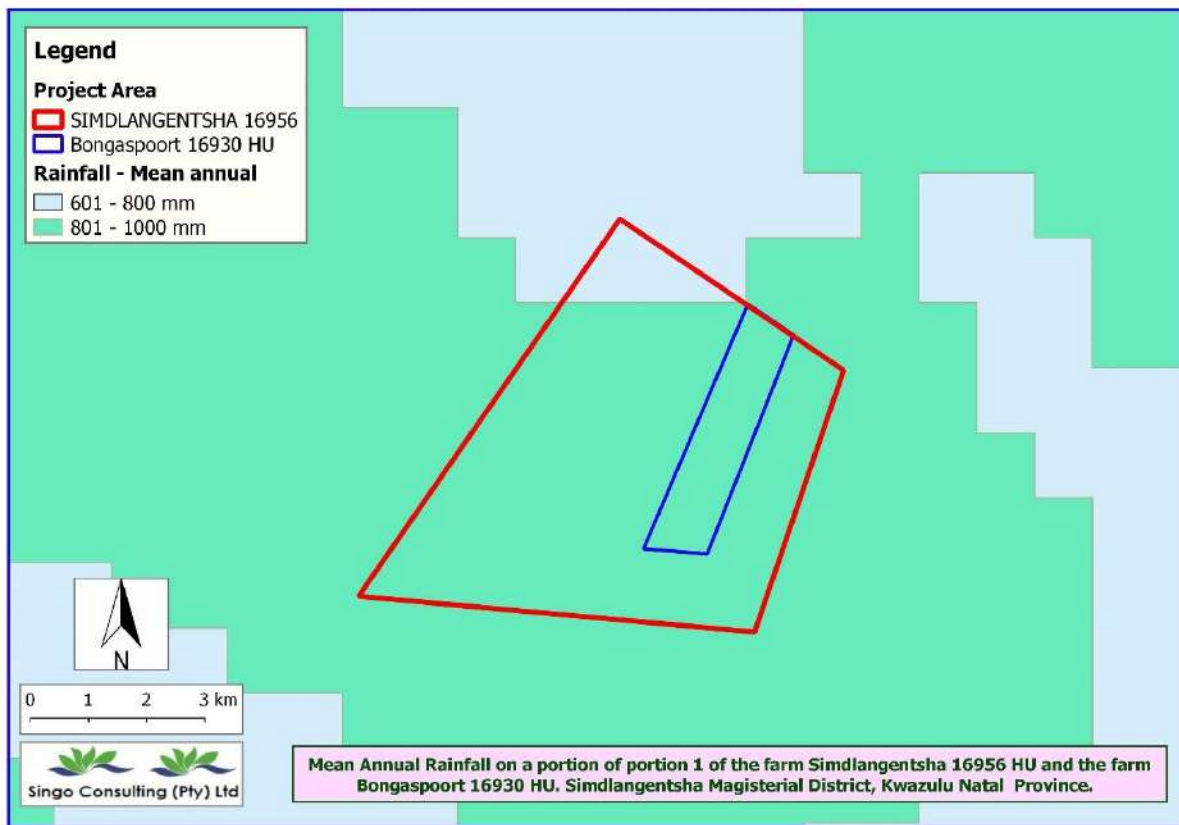 Legend
Project Area
SIMDLANGENTSHA 16956
Bongaspoort 16930 HU
Rainfall - Mean annual
601 - 800 mm
801 - 1000 mm
N
0 1 2 3 km
Singo Consulting (Pty) Ltd
Mean Annual Rainfall on a portion of portion 1 of the farm Simdlangentsha 16956 HU and the farm
Bongaspoort 16930 HU. Simdlangentsha Magisterial District, Kwazulu Natal Province.